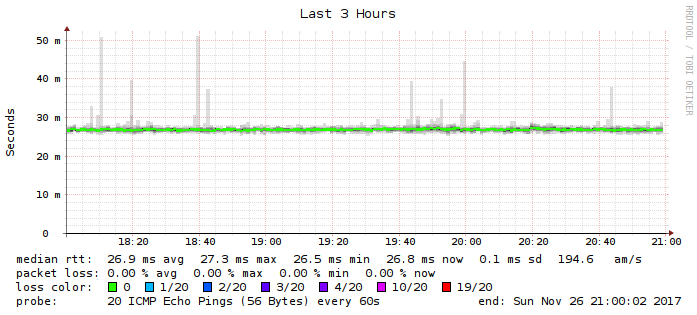 Last 3 Hours
RRDTOOL / TOBI OETIKER
Seconds
50 m
40 m
30 m
20 m
10 m
0
18:20 18:40 19:00 19:20 19:40 20:00 20:20 20:40 21:00
median rtt: 26.9 ms avg 27.3 ms max 26.5 ms min 26.8 ms now 0.1 ms sd 194.6 am/s
packet loss: 0.00 % avg 0.00 % max 0.00 % min 0.00 % now
loss color: 0 1/20 2/20 3/20 4/20 10/20 19/20
probe: 20 ICMP Echo Pings (56 Bytes) every 60s end: Sun Nov 26 21:00:02 2017